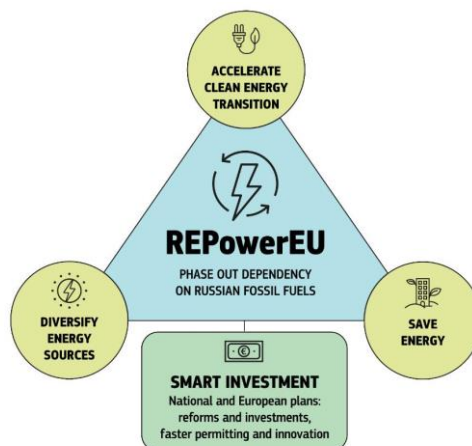 ACCELERATE
CLEAN ENERGY
TRANSITION
REPowerEU
PHASE OUT DEPENDENCY
ON RUSSIAN FOSSIL FUELS
DIVERSIFY
ENERGY
SOURCES
SAVE
ENERGY
€
SMART INVESTMENT
National and European plans:
reforms and investments,
faster permitting and innovation